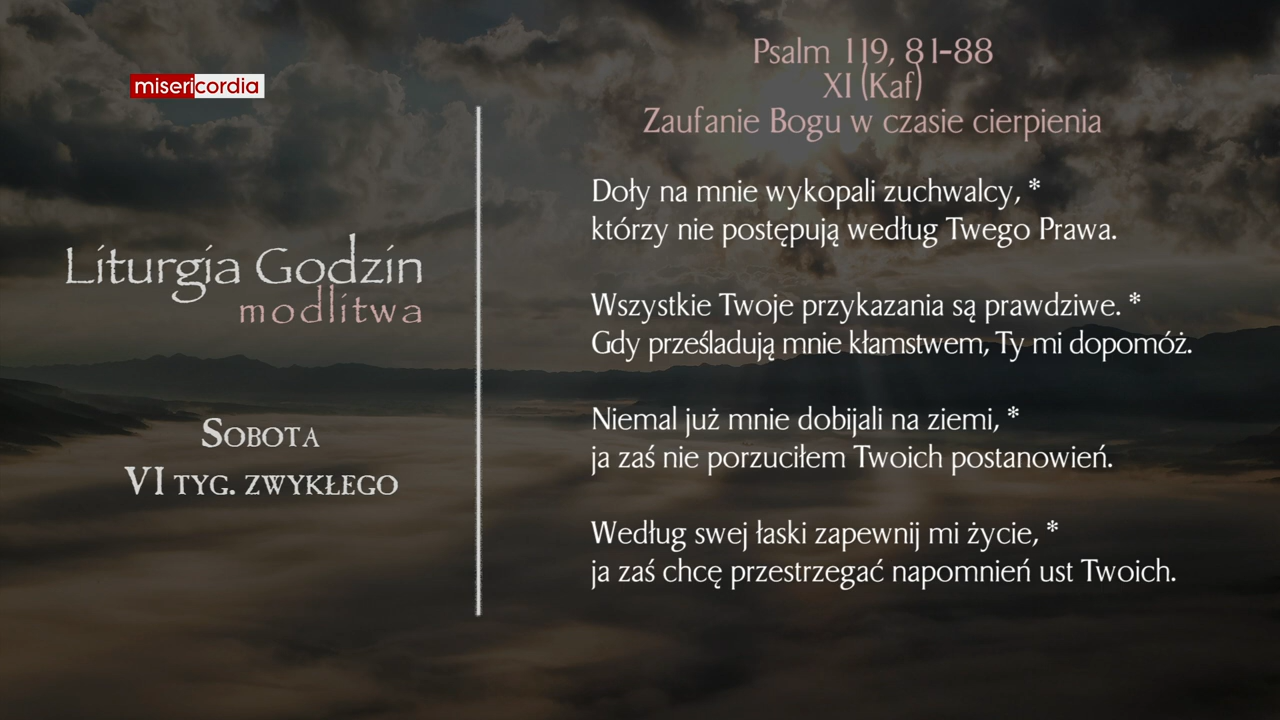 misericordia
Liturgia Godzin
modlitwa
Sobota
VI tyg. zwykłego
Psalm 119, 81-88
XI (Kaf)
Zaufanie Bogu w czasie cierpienia
Doły na mnie wykopali zuchwalcy, *
którzy nie postępują według Twego Prawa.
Wszystkie Twoje przykazania są prawdziwe. *
Gdy prześladują mnie kłamstwem, Ty mi dopomóż.
Niemal już mnie dobijali na ziemi, *
ja zaś nie porzuciłem Twoich postanowień.
Według swej łaski zapewnij mi życie, *
ja zaś chcę przestrzegać napomnień ust Twoich.